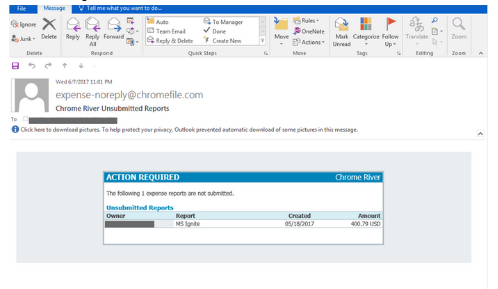 File Message Tell me what you want to do...
Ignore
Junk
Delete
Reply
Reply All
Forward
Auto
Team Email
Reply & Delete
To Manager
Done
Create New
Move
Rules
OneNote
Actions
Mark Unread
Categorize
Follow Up
Translate
Zoom
Delete Respond Quick Steps Move Tags Editing Zoom
Wed 6/7/2017 11:01 PM
expense-noreply@chromefile.com
Chrome River Unsubmitted Reports
To
Click here to download pictures. To help protect your privacy, Outlook prevented automatic download of some pictures in this message.
ACTION REQUIRED Chrome River
The following 1 expense reports are not submitted.
Unsubmitted Reports
Owner Report Created Amount
MS Ignite 05/18/2017 400.79 USD